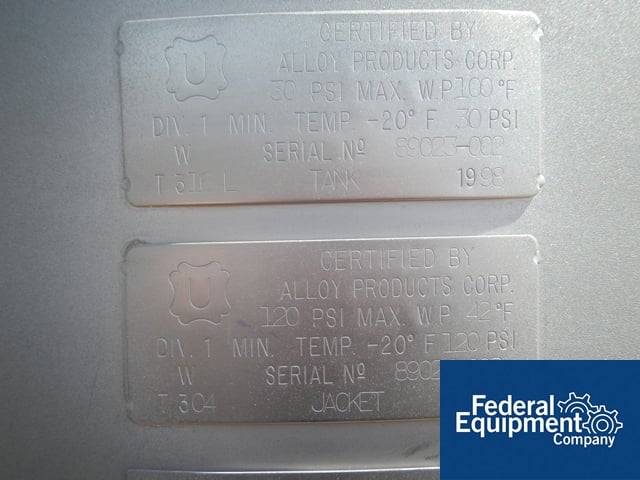 CERTIFIED BY
U
ALLOY PRODUCTS CORP.
30 PSI MAX. W.P. 100 °F
DIV. 1 MIN. TEMP -20° F 30 PSI
W SERIAL Nº 89023-002
T 316 L TANK 1998
CERTIFIED BY
U
ALLOY PRODUCTS CORP.
120 PSI MAX. W.P. 42 °F
DIV. 1 MIN. TEMP. -20° F 120 PSI
W SERIAL Nº
T 304 JACKET
Federal
Equipment
Company